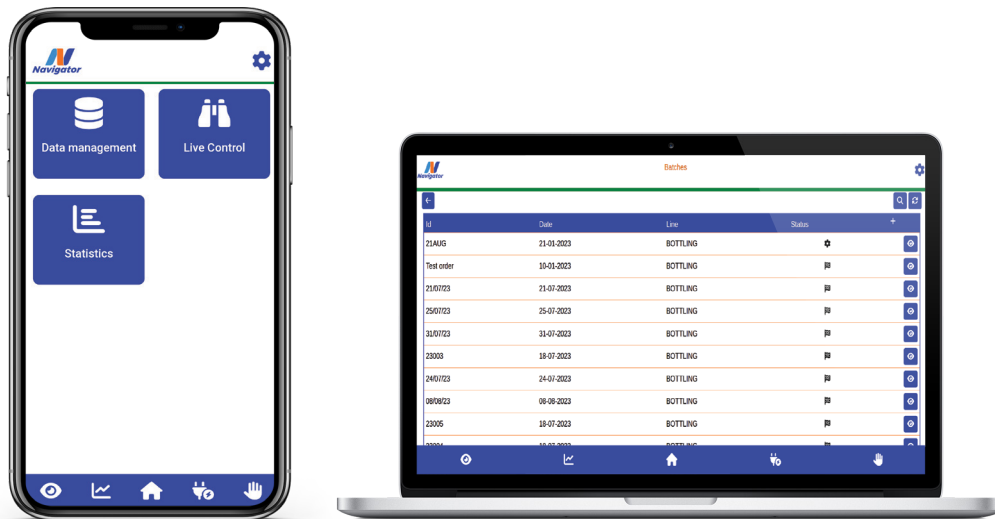 Navigator
Data management
Live Control
Statistics
Navigator
Batches
Id Date Line Status +
21AUG 21-01-2023 BOTTLING
Test order 10-01-2023 BOTTLING
21/07/23 21-07-2023 BOTTLING
25/07/23 25-07-2023 BOTTLING
31/07/23 31-07-2023 BOTTLING
23003 18-07-2023 BOTTLING
24/07/23 24-07-2023 BOTTLING
08/08/23 08-08-2023 BOTTLING
23005 18-07-2023 BOTTLING